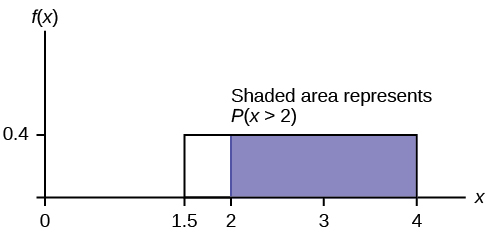 f(x)
Shaded area represents
P(x > 2)
0.4
x
0 1.5 2 3 4